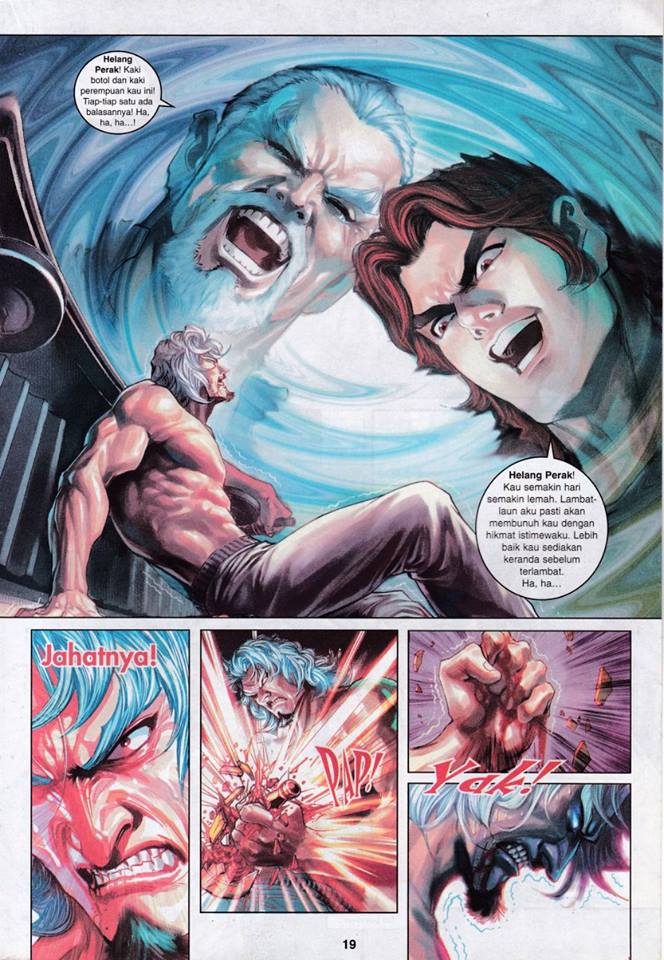 Helang
Perak! Kaki
botol dan kaki
perempuan kau ini!
Tiap-tiap satu ada
balasannya! Ha,
ha, ha…!
Helang Perak!
Kau semakin hari
semakin lemah. Lambat-
laun aku pasti akan
membunuh kau dengan
hikmat istimewaku. Lebih
baik kau sediakan
keranda sebelum
terlambat.
Ha, ha…
Jahatnya!
PAP!
Yak!
19